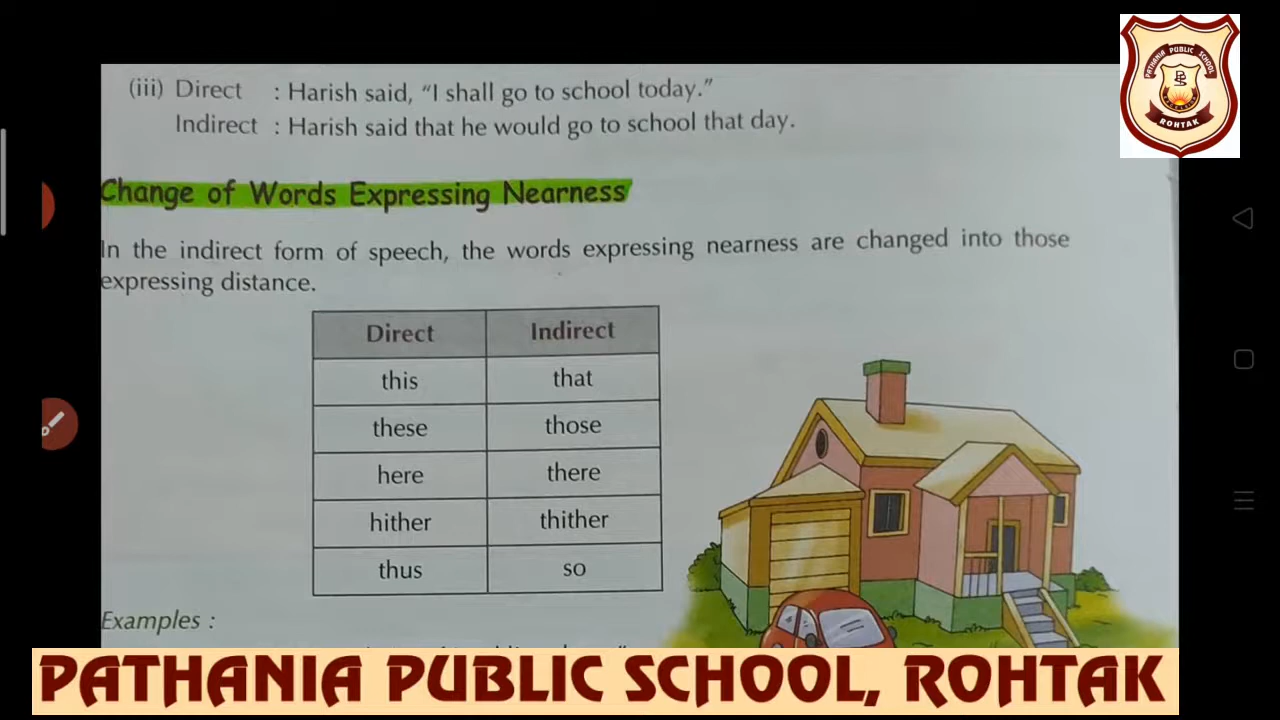 PATHANIA PUBLIC SCHOOL
ROHTAK
(iii) Direct : Harish said, “I shall go to school today.”
Indirect : Harish said that he would go to school that day.
Change of Words Expressing Nearness
In the indirect form of speech, the words expressing nearness are changed into those
expressing distance.
Direct Indirect
this that
these those
here there
hither thither
thus so
Examples :
PATHANIA PUBLIC SCHOOL, ROHTAK